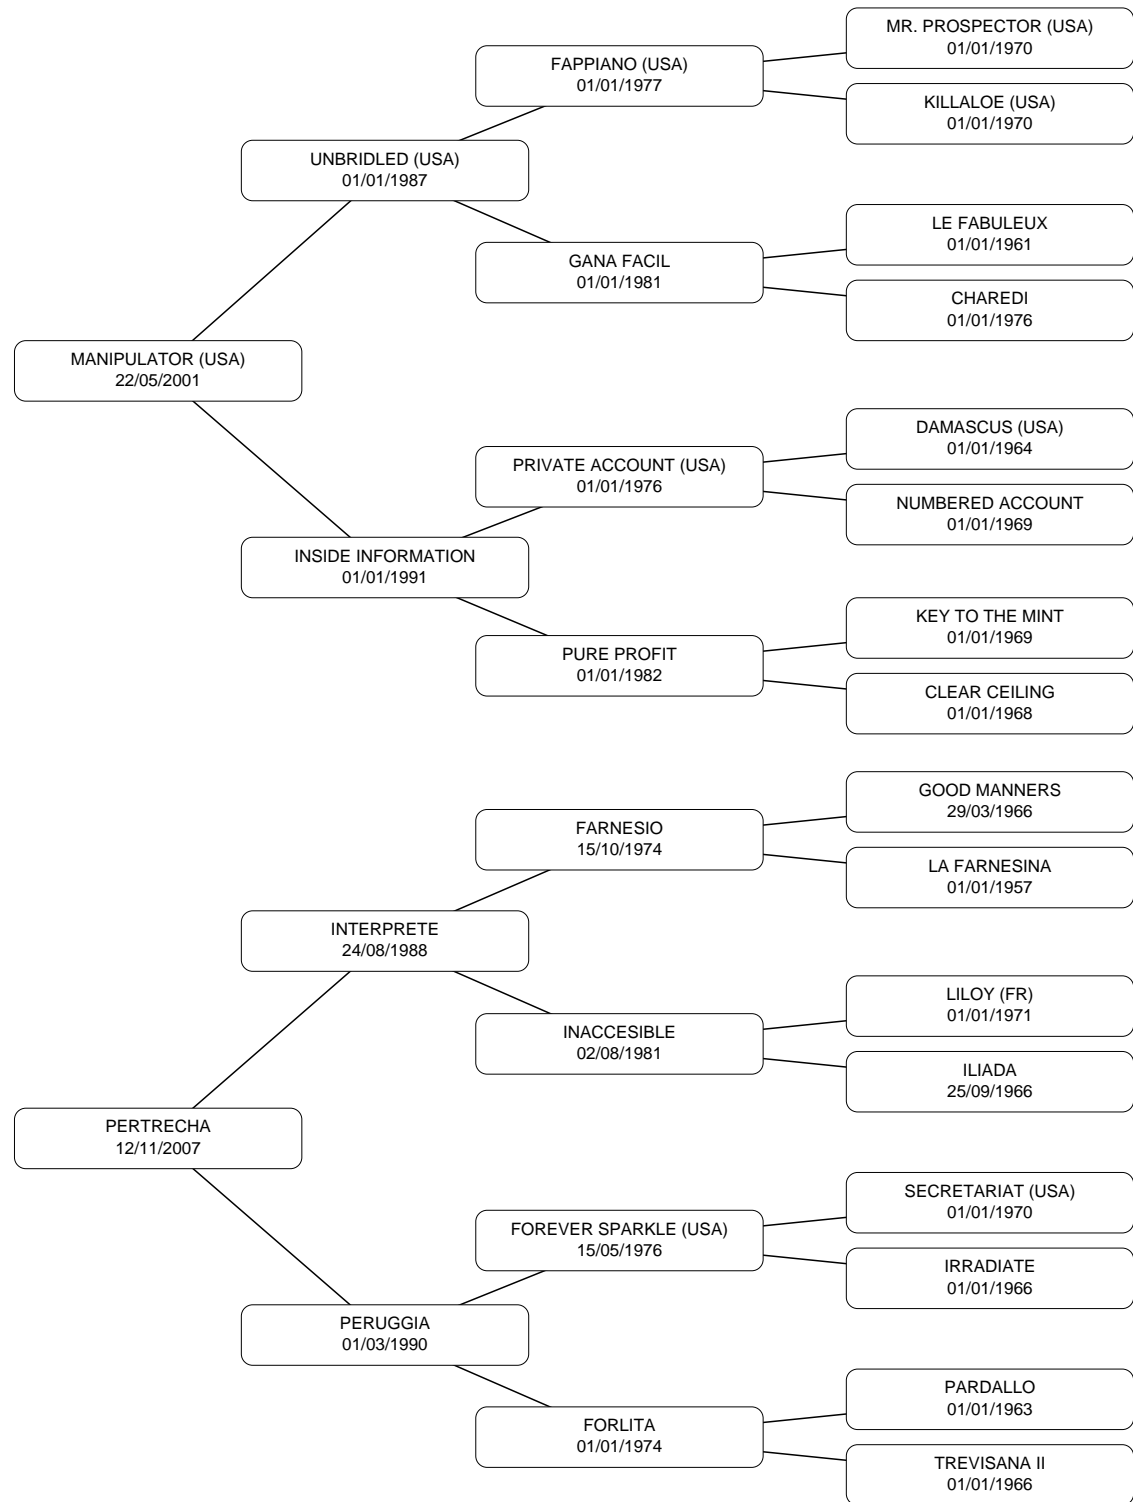 MR. PROSPECTOR (USA)
01/01/1970
FAPPIANO (USA)
01/01/1977
KILLALOE (USA)
01/01/1970
UNBRIDLED (USA)
01/01/1987
LE FABULEUX
01/01/1961
GANA FACIL
01/01/1981
CHAREDI
01/01/1976
MANIPULATOR (USA)
22/05/2001
DAMASCUS (USA)
01/01/1964
PRIVATE ACCOUNT (USA)
01/01/1976
NUMBERED ACCOUNT
01/01/1969
INSIDE INFORMATION
01/01/1991
KEY TO THE MINT
01/01/1969
PURE PROFIT
01/01/1982
CLEAR CEILING
01/01/1968
GOOD MANNERS
29/03/1966
FARNESIO
15/10/1974
LA FARNESINA
01/01/1957
INTERPRETE
24/08/1988
LILOY (FR)
01/01/1971
INACCESIBLE
02/08/1981
ILIADA
25/09/1966
PERTRECHA
12/11/2007
SECRETARIAT (USA)
01/01/1970
FOREVER SPARKLE (USA)
15/05/1976
IRRADIATE
01/01/1966
PERUGGIA
01/03/1990
PARDALLO
01/01/1963
FORLITA
01/01/1974
TREVISANA II
01/01/1966